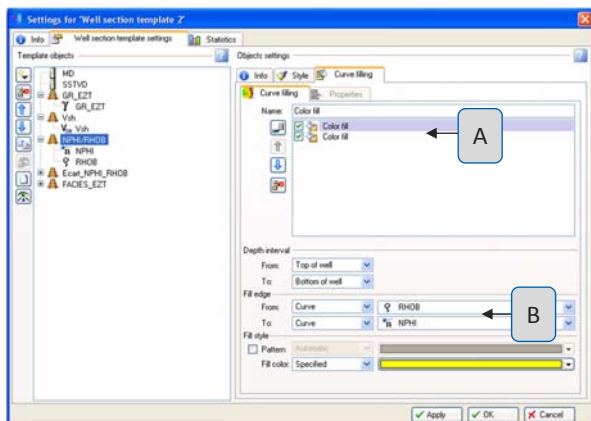 Settings for 'Well section template 2'
Info Well section template settings Statistics
Template objects
MD
SSTVD
GR_EZT
GR_EZT
Vsh
Vsh
NPHI/RHOB
NPHI
RHOB
Ecart_NPHI_RHOB
FACIES_EZT
Objects settings
Info Style Curve filling
Curve filling Properties
Name: Color fill
Color fill
Color fill
A
Depth interval
From: Top of well
To: Bottom of well
Fill edge
From: Curve RHOB
To: Curve NPHI
B
Fill style
Pattern: Automatic
Fill color: Specified
Apply OK Cancel